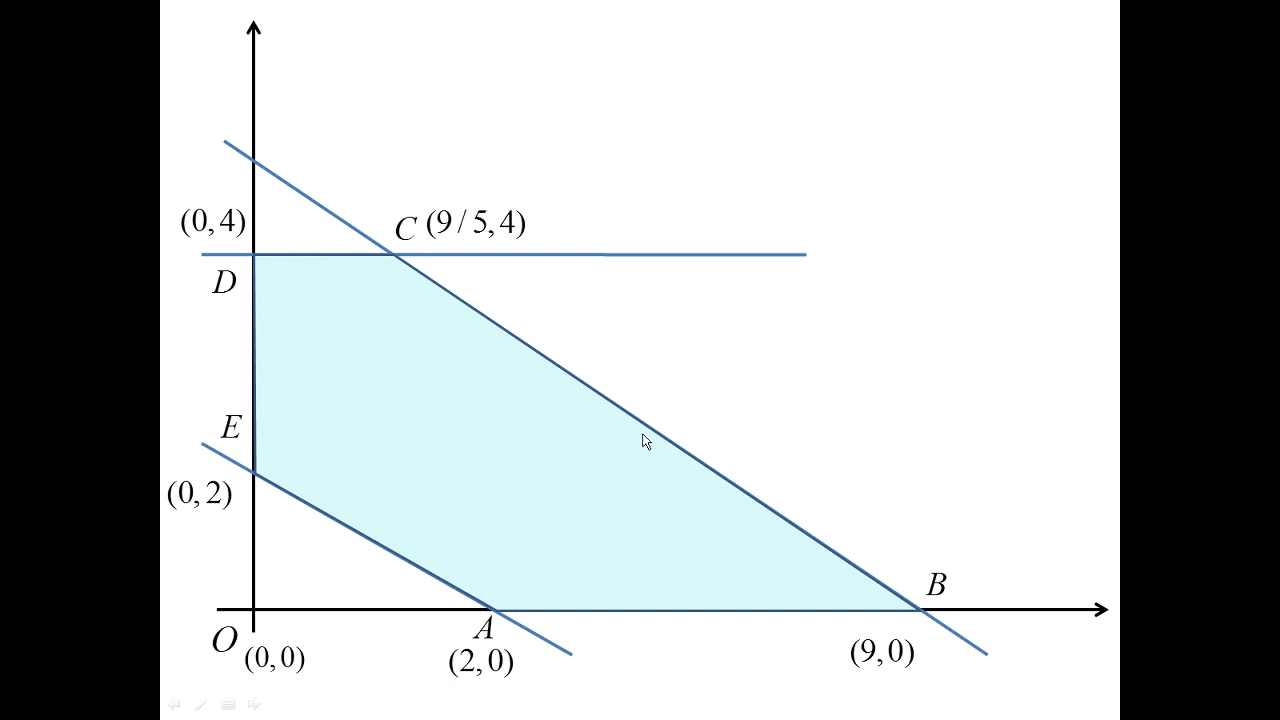 (0, 4)
C (9 / 5, 4)
D
E
(0, 2)
B
A
O
(0, 0)
(2, 0)
(9, 0)